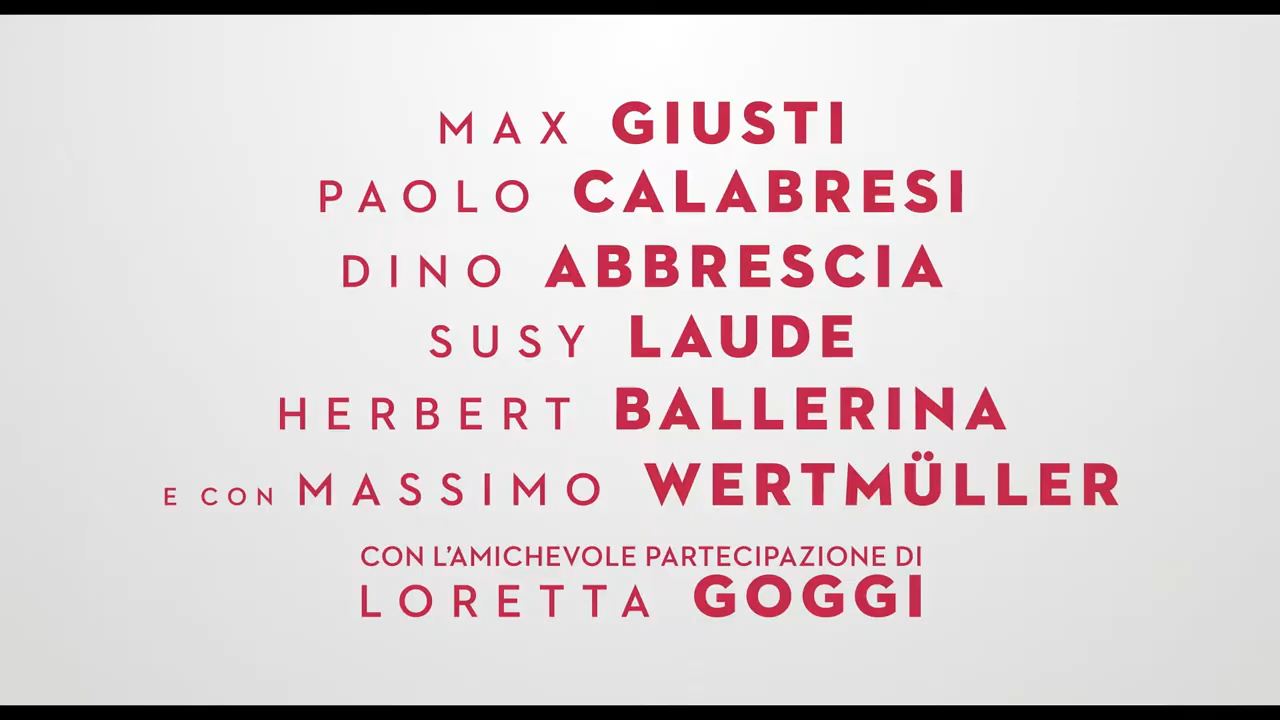 MAX GIUSTI
PAOLO CALABRESI
DINO ABBRESCIA
SUSY LAUDE
HERBERT BALLERINA
E CON MASSIMO WERTMÜLLER
CON L'AMICHEVOLE PARTECIPAZIONE DI
LORETTA GOGGI